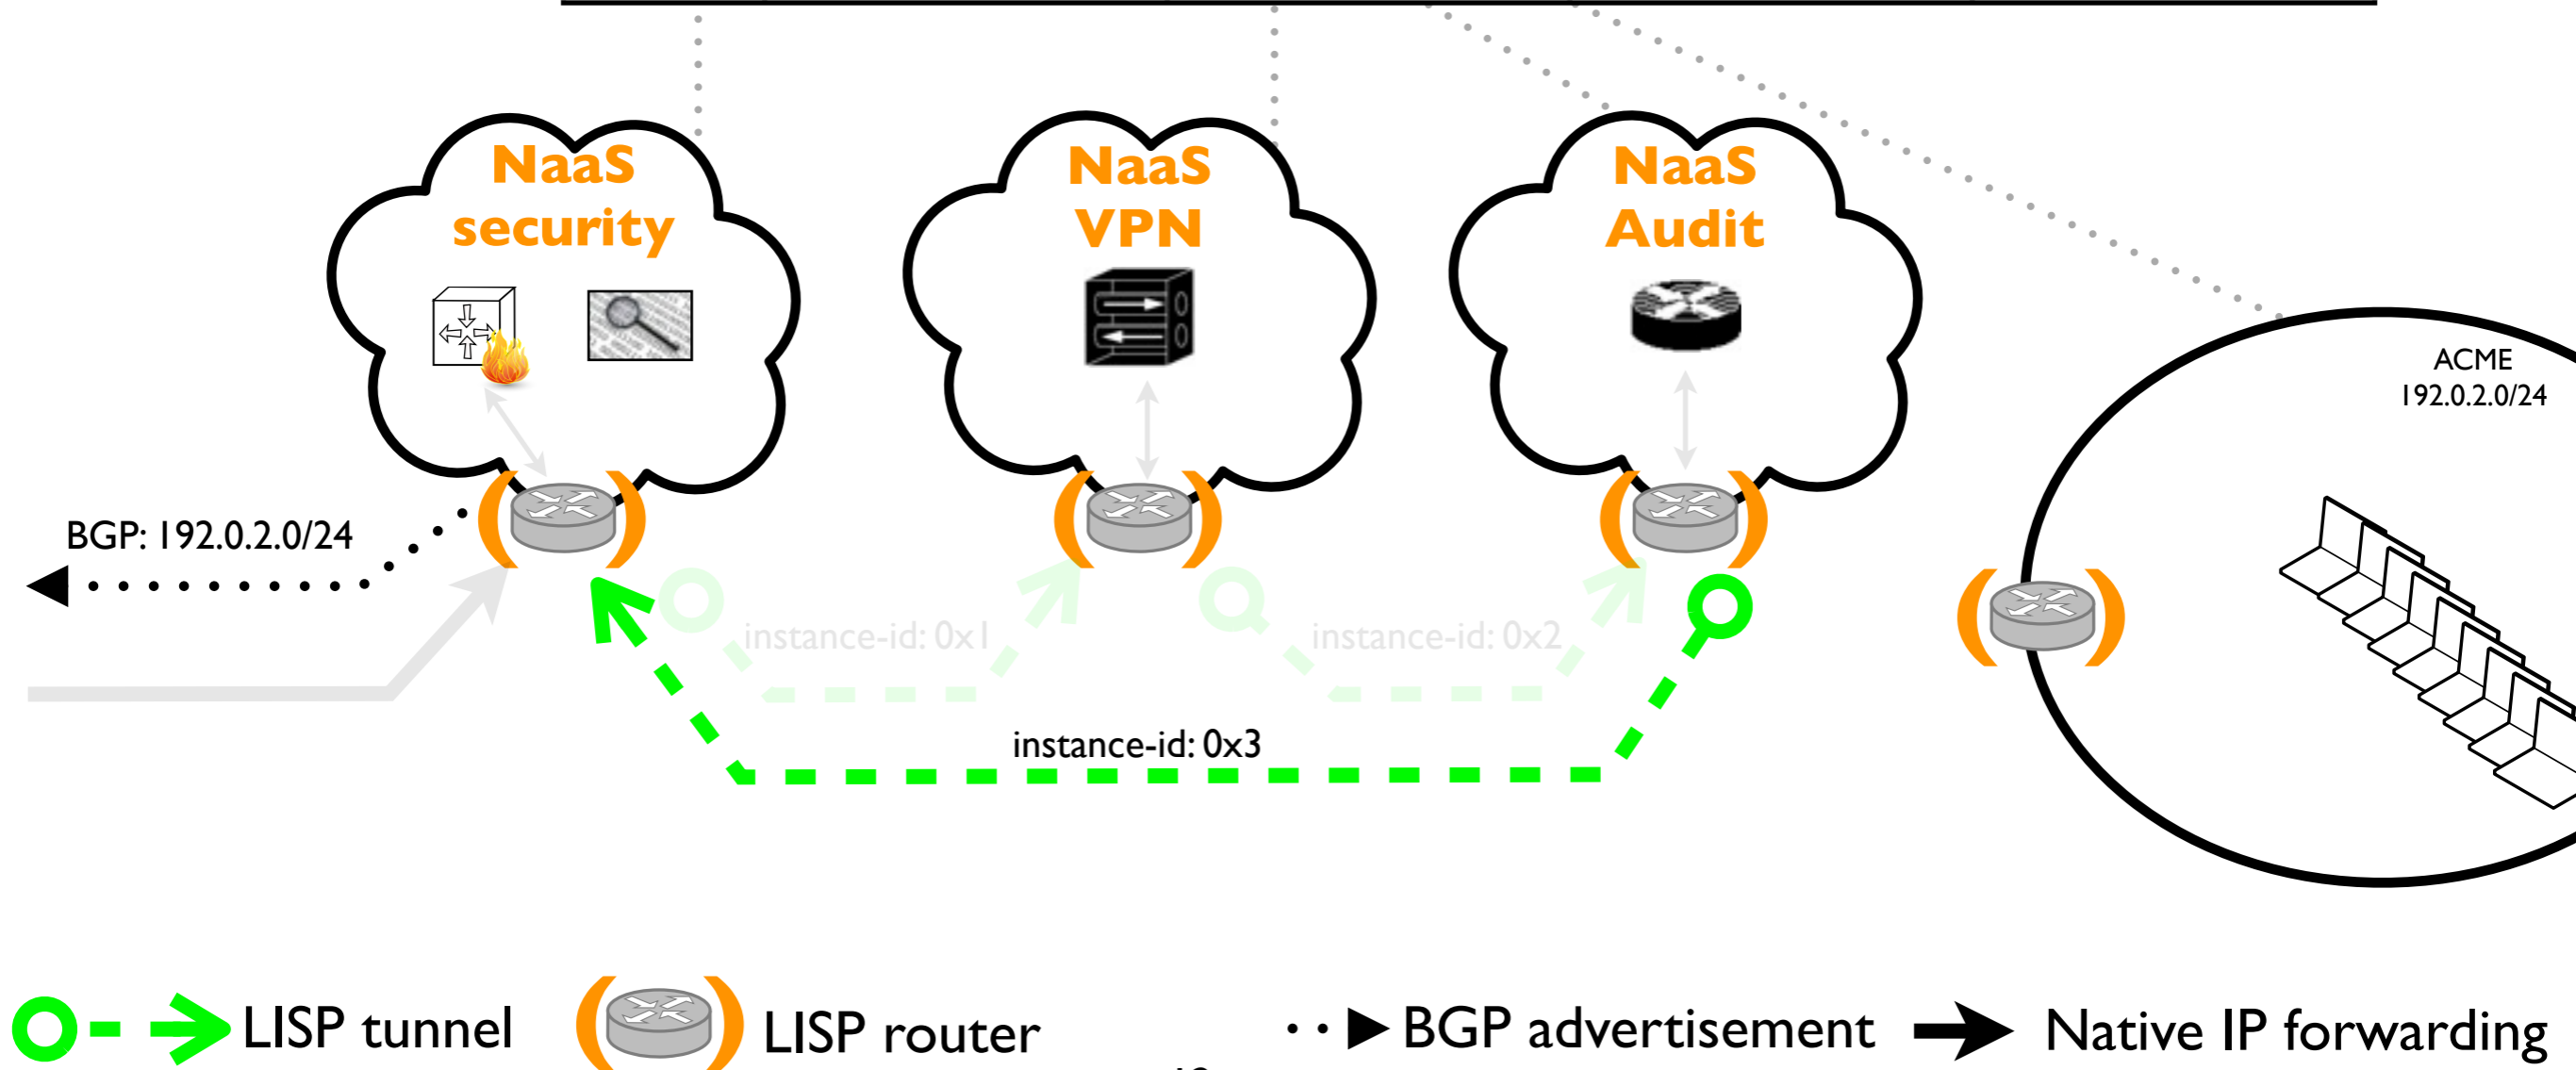 NaaS
security
NaaS
VPN
NaaS
Audit
ACME
192.0.2.0/24
BGP: 192.0.2.0/24
instance-id: 0x1
instance-id: 0x2
instance-id: 0x3
LISP tunnel
LISP router
BGP advertisement
Native IP forwarding